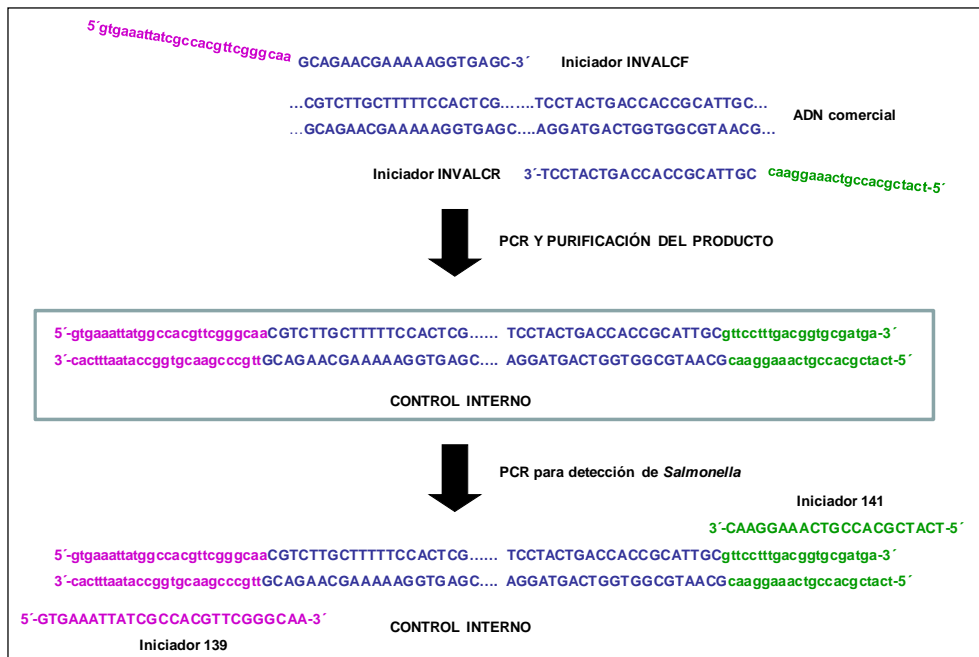 5´gtgaaattatcgccacgttcgggcaa
GCAGAACGAAAAAGGTGAGC-3´ Iniciador INVALCF
…CGTCTTGCTTTTTCCACTCG…….TCCTACTGACCACCGCATTGC…
ADN comercial
…GCAGAACGAAAAAGGTGAGC….AGGATGACTGGTGGCGTAACG…
Iniciador INVALCR 3´-TCCTACTGACCACCGCATTGC caaggaaactgccacgctact-5´
PCR Y PURIFICACIÓN DEL PRODUCTO
5´-gtgaaattatggccacgttcgggcaaCGTCTTGCTTTTTCCACTCG…… TCCTACTGACCACCGCATTGCgttcctttgacggtgcgatga-3´
3´-cactttaataccggtgcaagcccgttGCAGAACGAAAAAGGTGAGC…. AGGATGACTGGTGGCGTAACGcaaggaaactgccacgctact-5´
CONTROL INTERNO
PCR para detección de Salmonella
Iniciador 141
3´-CAAGGAAACTGCCACGCTACT-5´
5´-gtgaaattatggccacgttcgggcaaCGTCTTGCTTTTTCCACTCG…… TCCTACTGACCACCGCATTGCgttcctttgacggtgcgatga-3´
3´-cactttaataccggtgcaagcccgttGCAGAACGAAAAAGGTGAGC…. AGGATGACTGGTGGCGTAACGcaaggaaactgccacgctact-5´
5´-GTGAAATTATCGCCACGTTCGGGCAA-3´
CONTROL INTERNO
Iniciador 139